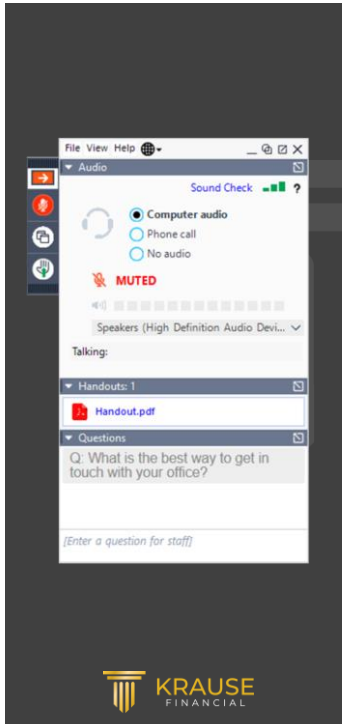 File View Help
Audio
Sound Check ?
Computer audio
Phone call
No audio
MUTED
Speakers (High Definition Audio Devi...
Talking:
Handouts: 1
Handout.pdf
Questions
Q: What is the best way to get in
touch with your office?
[Enter a question for staff]
KRAUSE
FINANCIAL